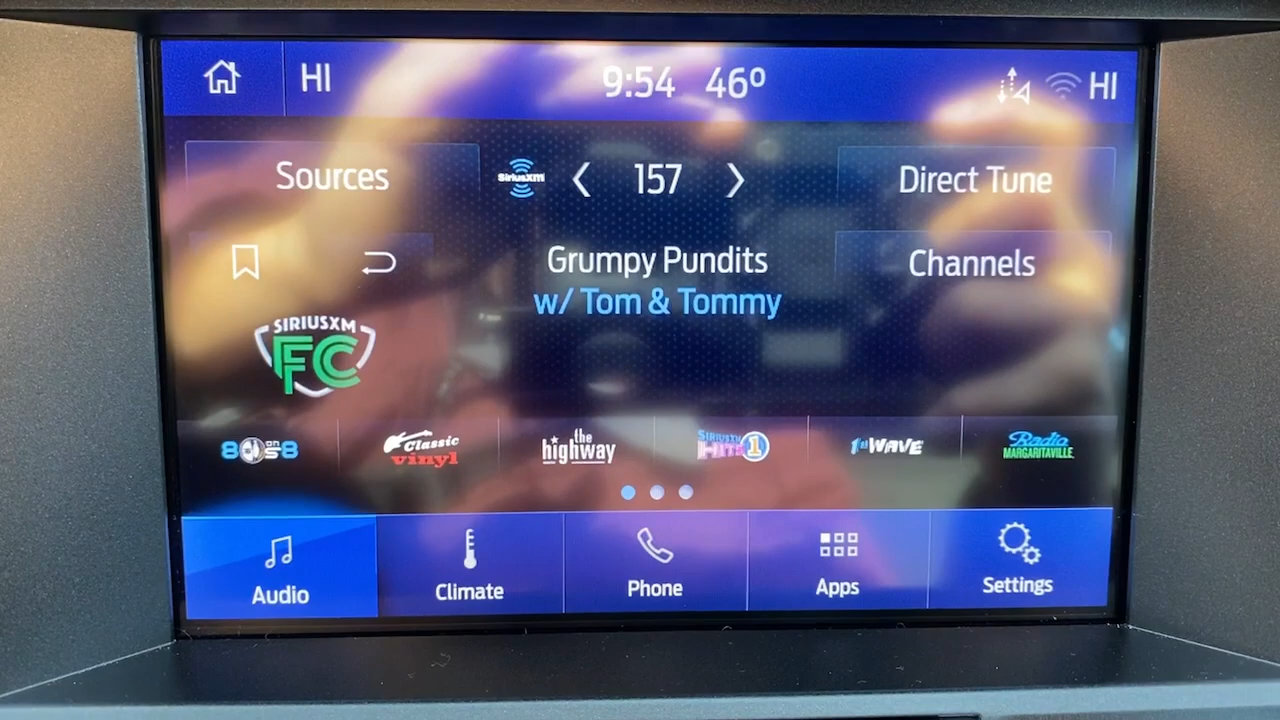 HI 9:54 46º HI
Sources
SiriusXM 157
Direct Tune
Grumpy Pundits
w/ Tom & Tommy
Channels
SIRIUSXM
FC
80s on 8
Classic
vinyl
the
highway
SIRIUSXM
HITS 1
1st WAVE
Radio
MARGARITAVILLE
Audio
Climate
Phone
Apps
Settings